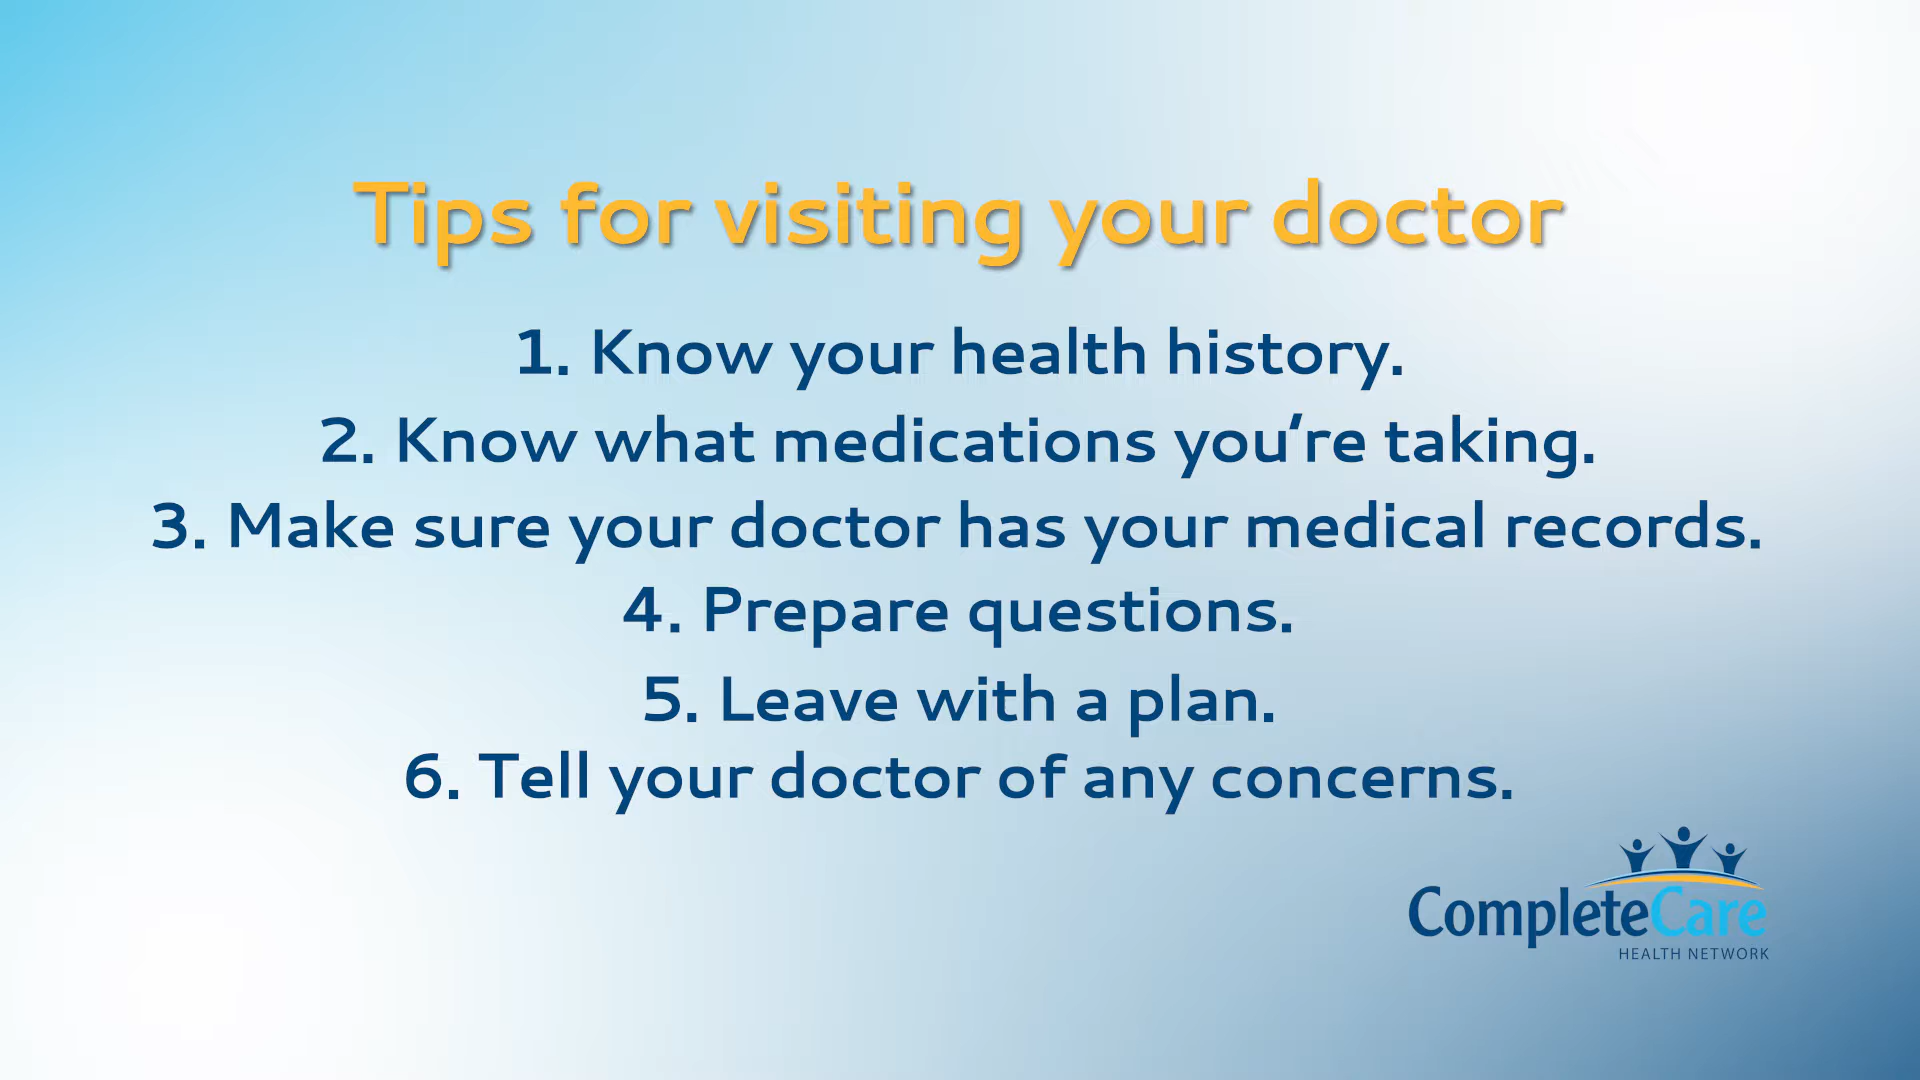 Tips for visiting your doctor
1. Know your health history.
2. Know what medications you’re taking.
3. Make sure your doctor has your medical records.
4. Prepare questions.
5. Leave with a plan.
6. Tell your doctor of any concerns.
CompleteCare
HEALTH NETWORK